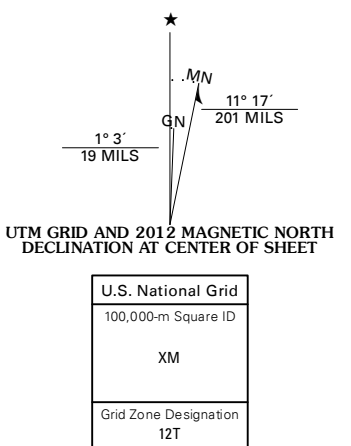 ★
MN
GN
11° 17´
201 MILS
1° 3´
19 MILS
UTM GRID AND 2012 MAGNETIC NORTH
DECLINATION AT CENTER OF SHEET
U.S. National Grid
100,000-m Square ID
XM
Grid Zone Designation
12T